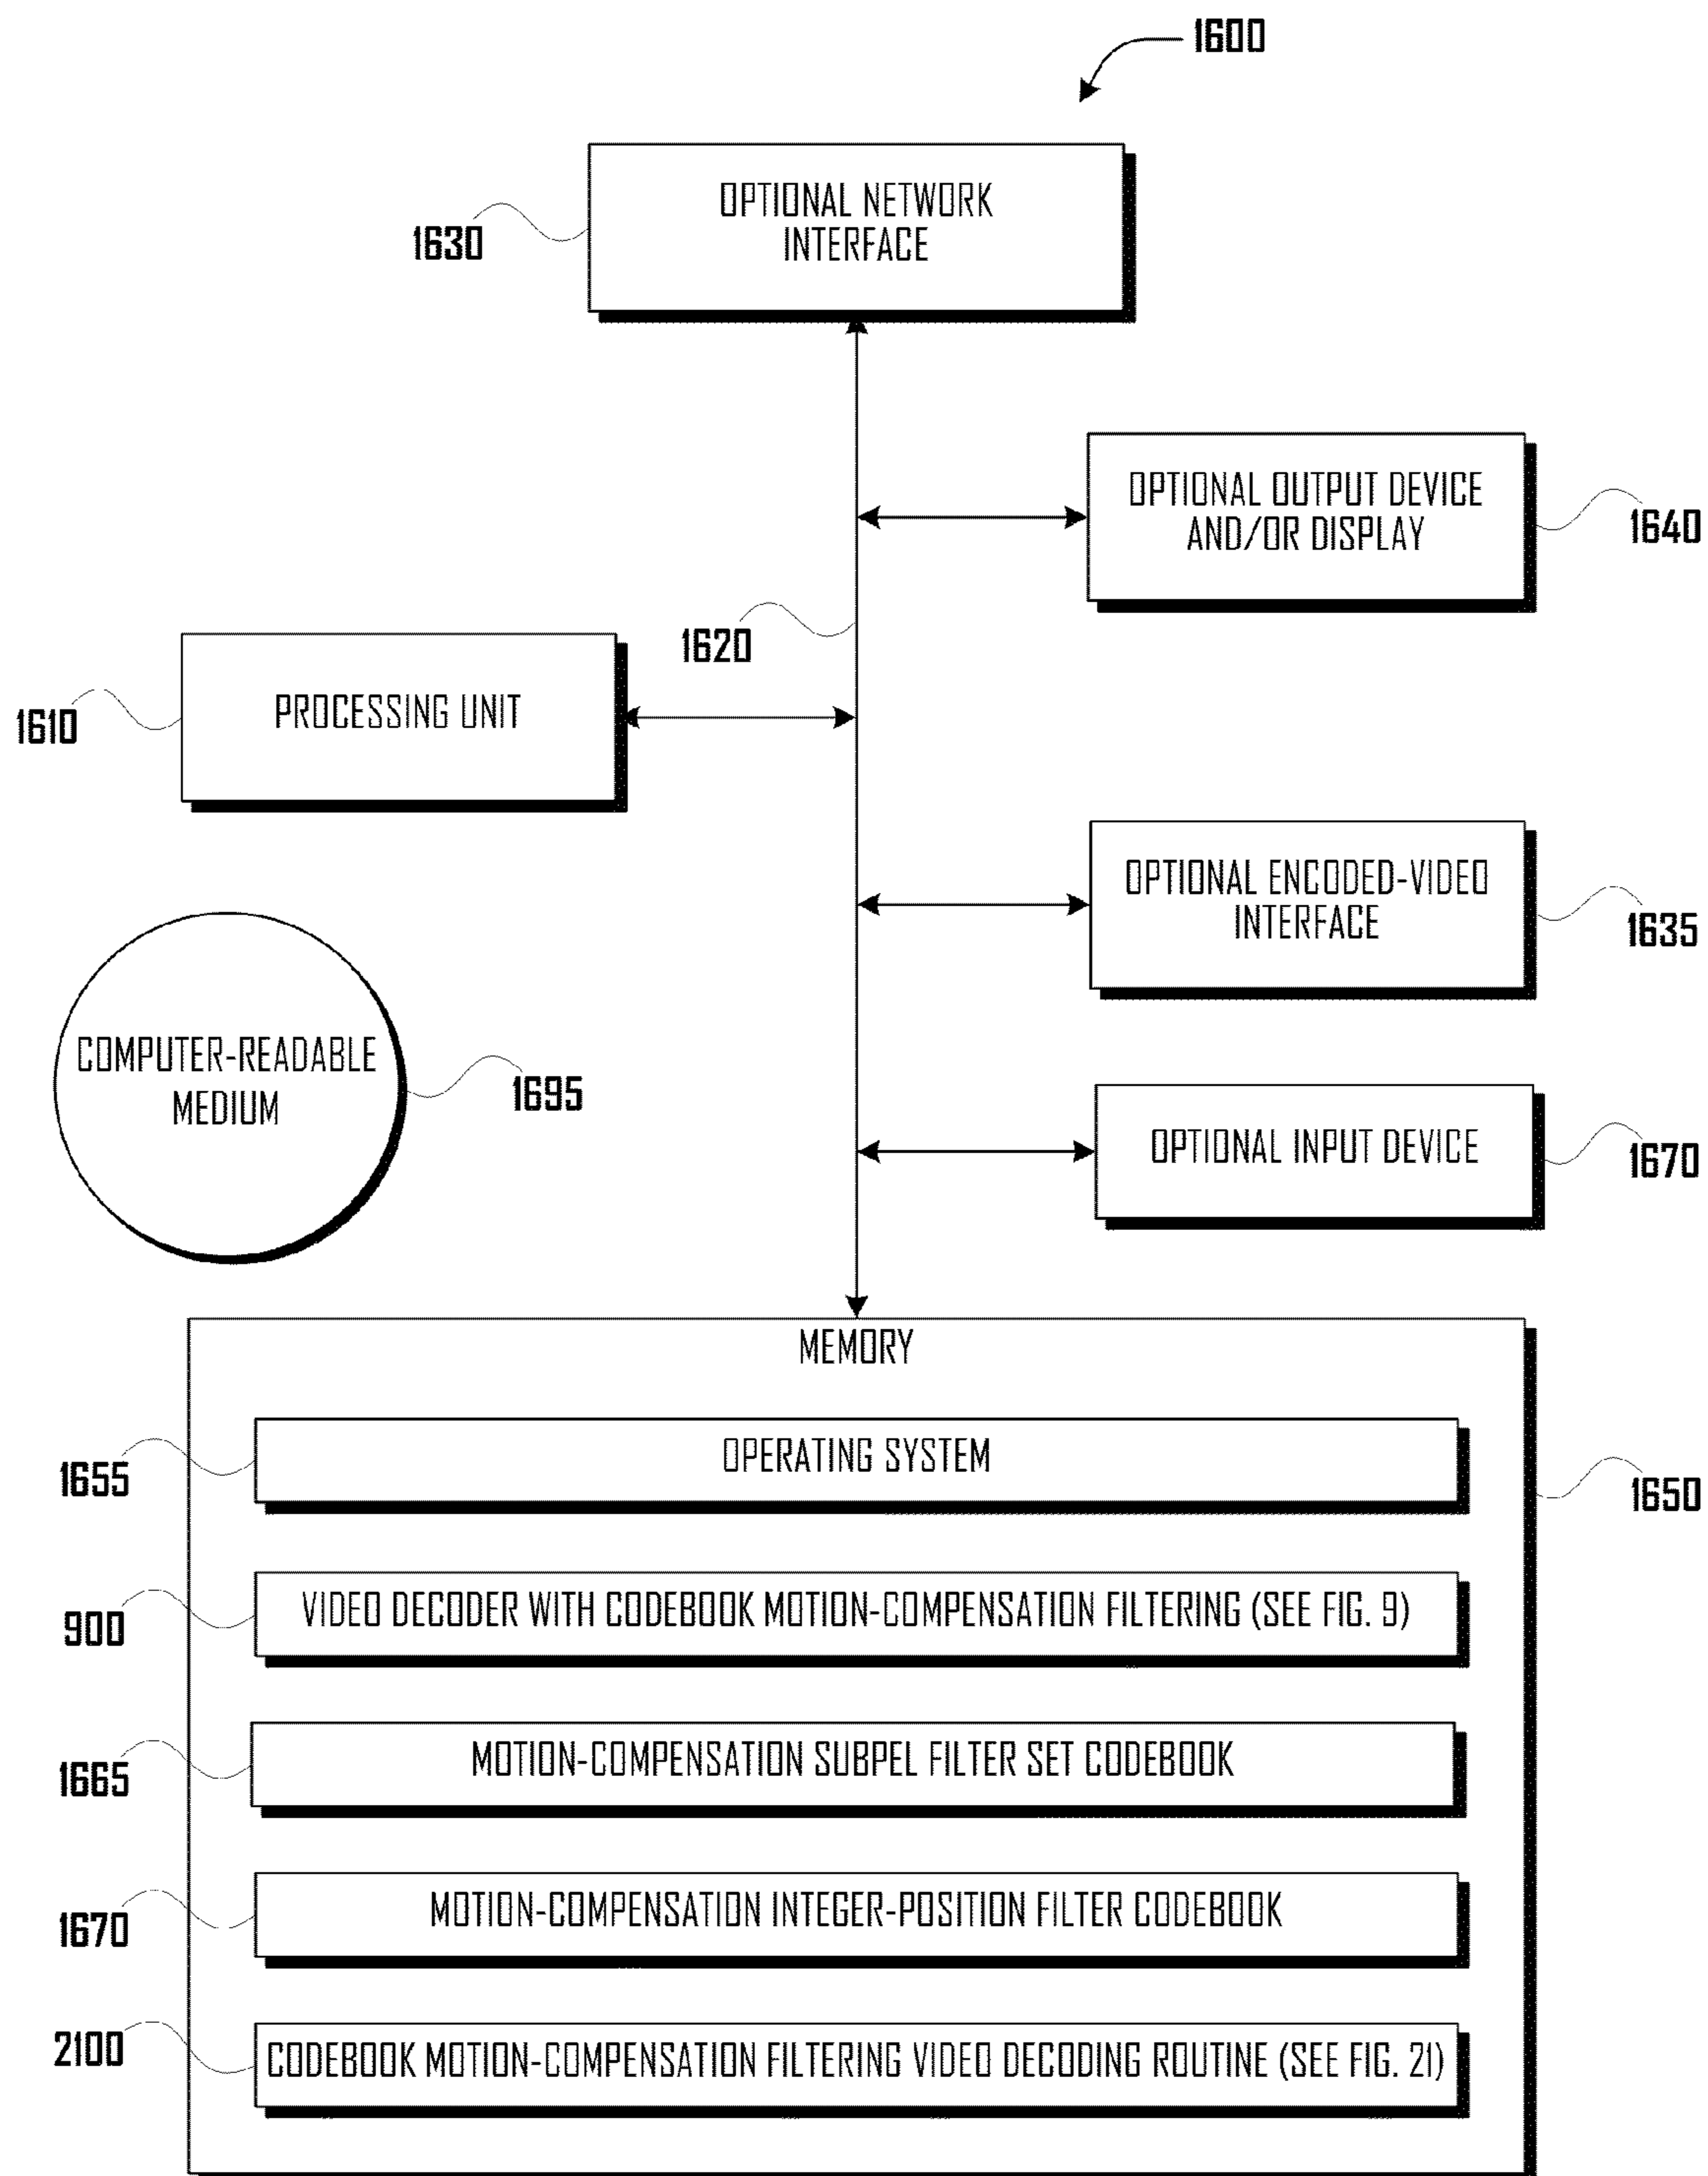 1600
OPTIONAL NETWORK
INTERFACE
1630
OPTIONAL OUTPUT DEVICE
AND/OR DISPLAY
1640
1620
PROCESSING UNIT
1610
OPTIONAL ENCODED-VIDEO
INTERFACE
1635
COMPUTER-READABLE
MEDIUM
1695
OPTIONAL INPUT DEVICE
1670
MEMORY
OPERATING SYSTEM
1655
1650
VIDEO DECODER WITH CODEBOOK MOTION-COMPENSATION FILTERING (SEE FIG. 9)
900
MOTION-COMPENSATION SUBPEL FILTER SET CODEBOOK
1665
MOTION-COMPENSATION INTEGER-POSITION FILTER CODEBOOK
1670
CODEBOOK MOTION-COMPENSATION FILTERING VIDEO DECODING ROUTINE (SEE FIG. 21)
2100